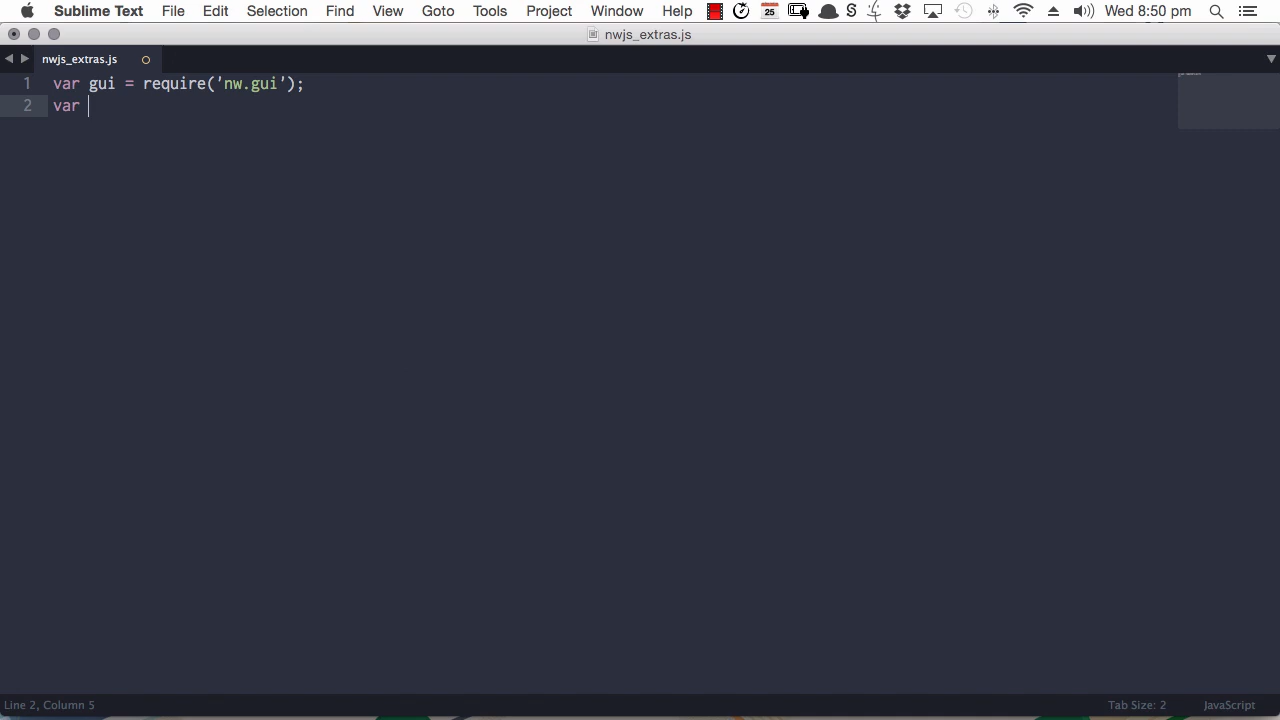 Sublime Text File Edit Selection Find View Goto Tools Project Window Help 25 S Wed 8:50 pm
nwjs_extras.js
nwjs_extras.js
1 var gui = require('nw.gui');
2 var
Line 2, Column 5 Tab Size: 2 JavaScript